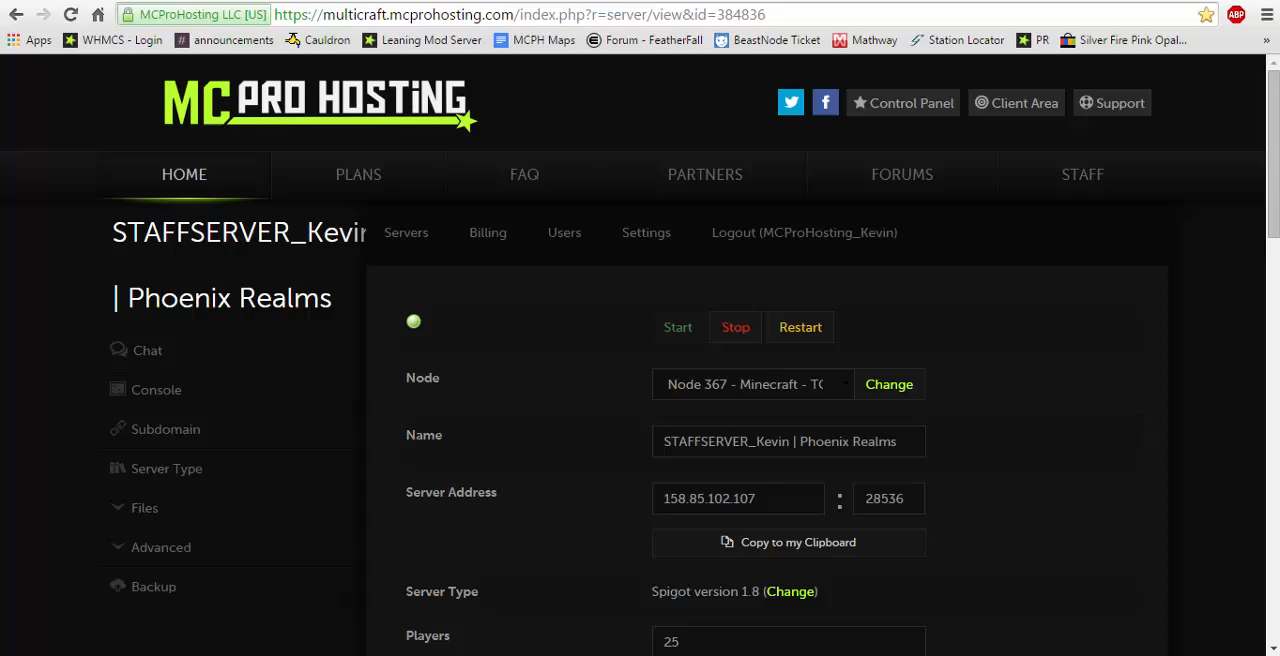 MCProHosting LLC [US] https://multicraft.mcprohosting.com/index.php?r=server/view&id=384836 ABP
Apps WHMCS - Login # announcements Cauldron Leaning Mod Server MCPH Maps Forum - FeatherFall BeastNode Ticket Mathway Station Locator PR Silver Fire Pink Opal... »
MC PRO HOSTING
Control Panel Client Area Support
HOME PLANS FAQ PARTNERS FORUMS STAFF
STAFFSERVER_Kevin
| Phoenix Realms
Servers Billing Users Settings Logout (MCProHosting_Kevin)
Chat
Console
Subdomain
Server Type
Files
Advanced
Backup
Start Stop Restart
Node Node 367 - Minecraft - TC Change
Name STAFFSERVER_Kevin | Phoenix Realms
Server Address 158.85.102.107 : 28536
Copy to my Clipboard
Server Type Spigot version 1.8 (Change)
Players 25